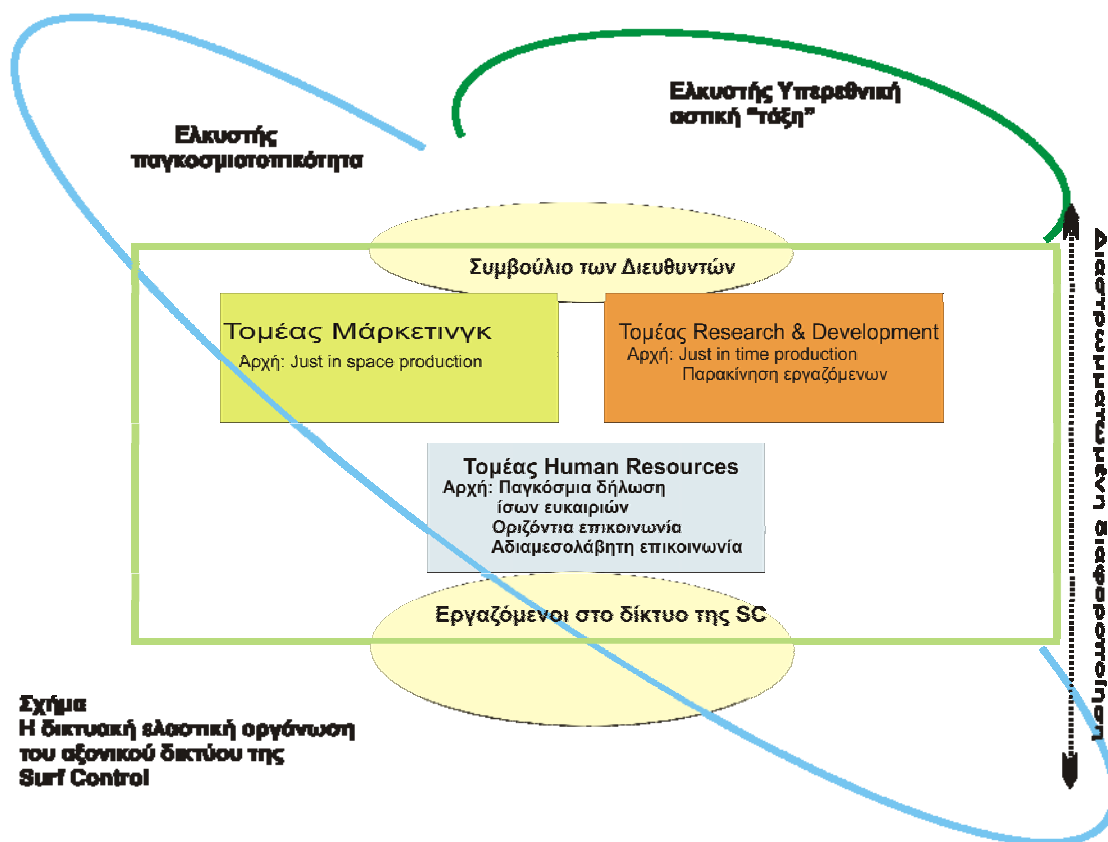 Ελκυστής Υπερεθνική
αστική “τάξη”
Ελκυστής
παγκοσμιοτοπικότητα
Συμβούλιο των Διευθυντών
Τομέας Μάρκετινγκ
Αρχή: Just in space production
Τομέας Research & Development
Αρχή: Just in time production
Παρακίνηση εργαζόμενων
Τομέας Human Resources
Αρχή: Παγκόσμια δήλωση
ίσων ευκαιριών
Οριζόντια επικοινωνία
Αδιαμεσολάβητη επικοινωνία
Εργαζόμενοι στο δίκτυο της SC
Διαστρωμματωμένη διαφοροποίηση
Σχήμα
Η δικτυακή ελαστική οργάνωση
του αξονικού δικτύου της
Surf Control